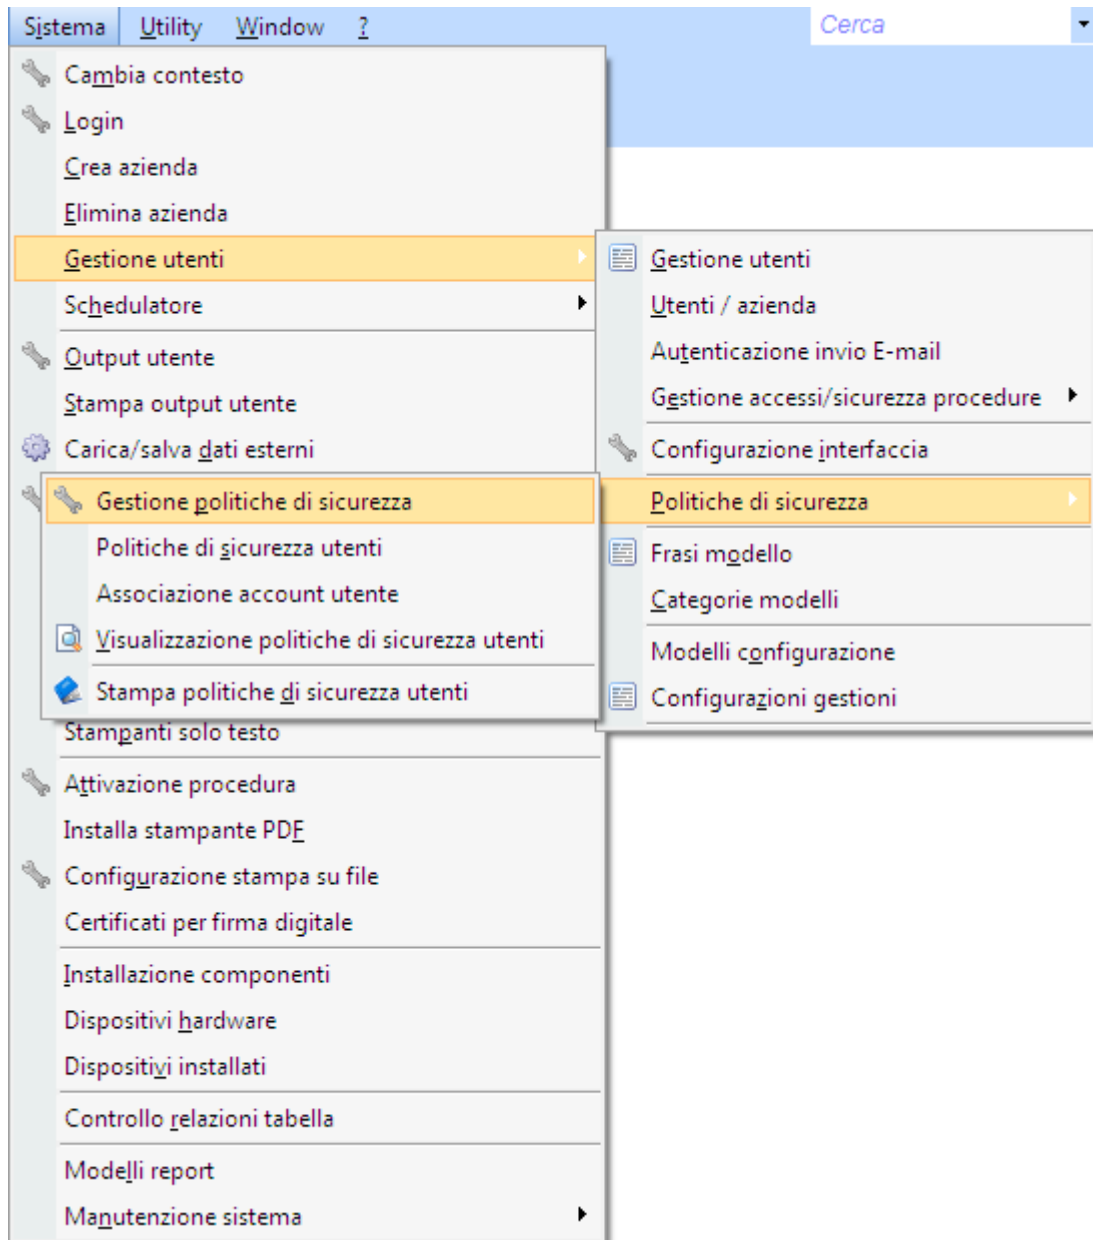 Sistema Utility Window ? Cerca
Cambia contesto
Login
Crea azienda
Elimina azienda
Gestione utenti
Schedulatore
Output utente
Stampa output utente
Carica/salva dati esterni
Stampanti solo testo
Attivazione procedura
Installa stampante PDF
Configurazione stampa su file
Certificati per firma digitale
Installazione componenti
Dispositivi hardware
Dispositivi installati
Controllo relazioni tabella
Modelli report
Manutenzione sistema
Gestione utenti
Utenti / azienda
Autenticazione invio E-mail
Gestione accessi/sicurezza procedure
Configurazione interfaccia
Politiche di sicurezza
Frasi modello
Categorie modelli
Modelli configurazione
Configurazioni gestioni
Gestione politiche di sicurezza
Politiche di sicurezza utenti
Associazione account utente
Visualizzazione politiche di sicurezza utenti
Stampa politiche di sicurezza utenti